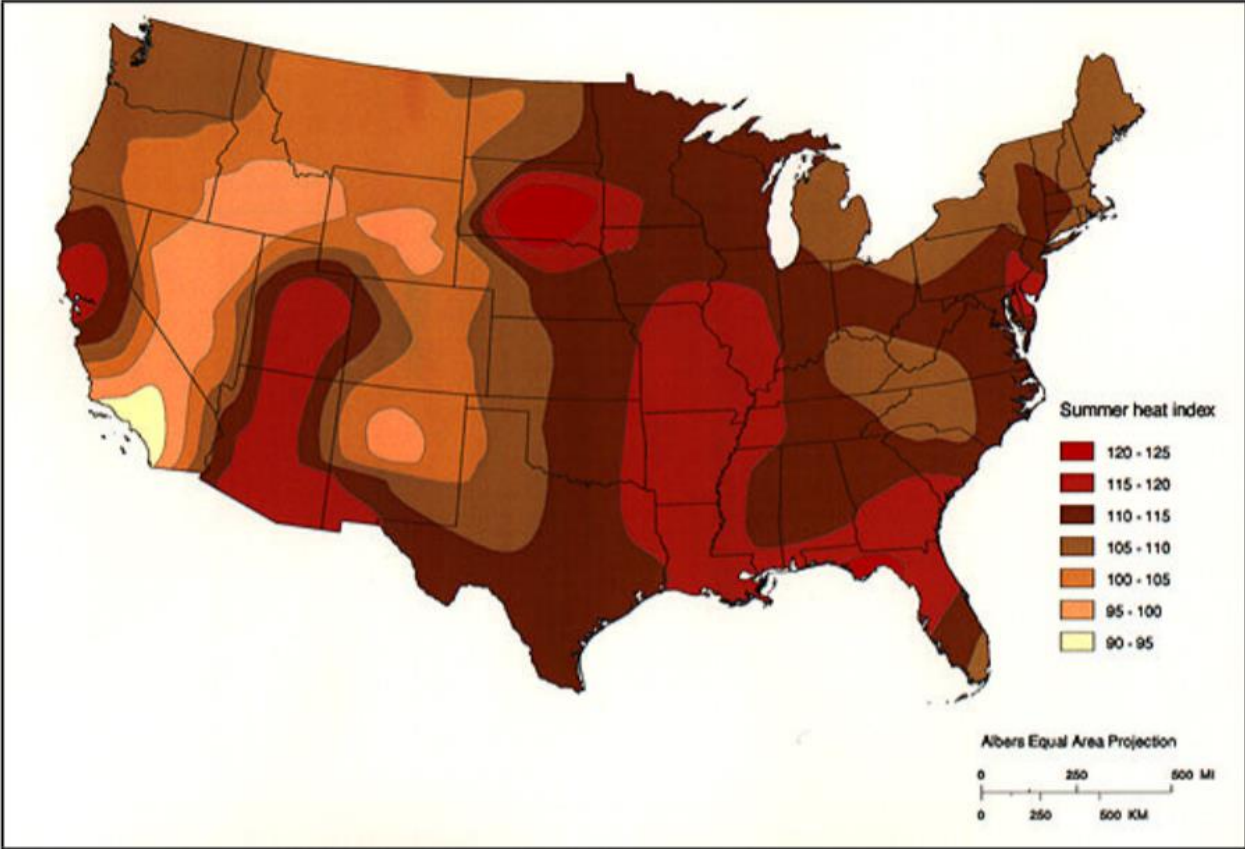 Summer heat index
120 - 125
115 - 120
110 - 115
105 - 110
100 - 105
95 - 100
90 - 95
Albers Equal Area Projection
0 250 500 MI
0 250 500 KM